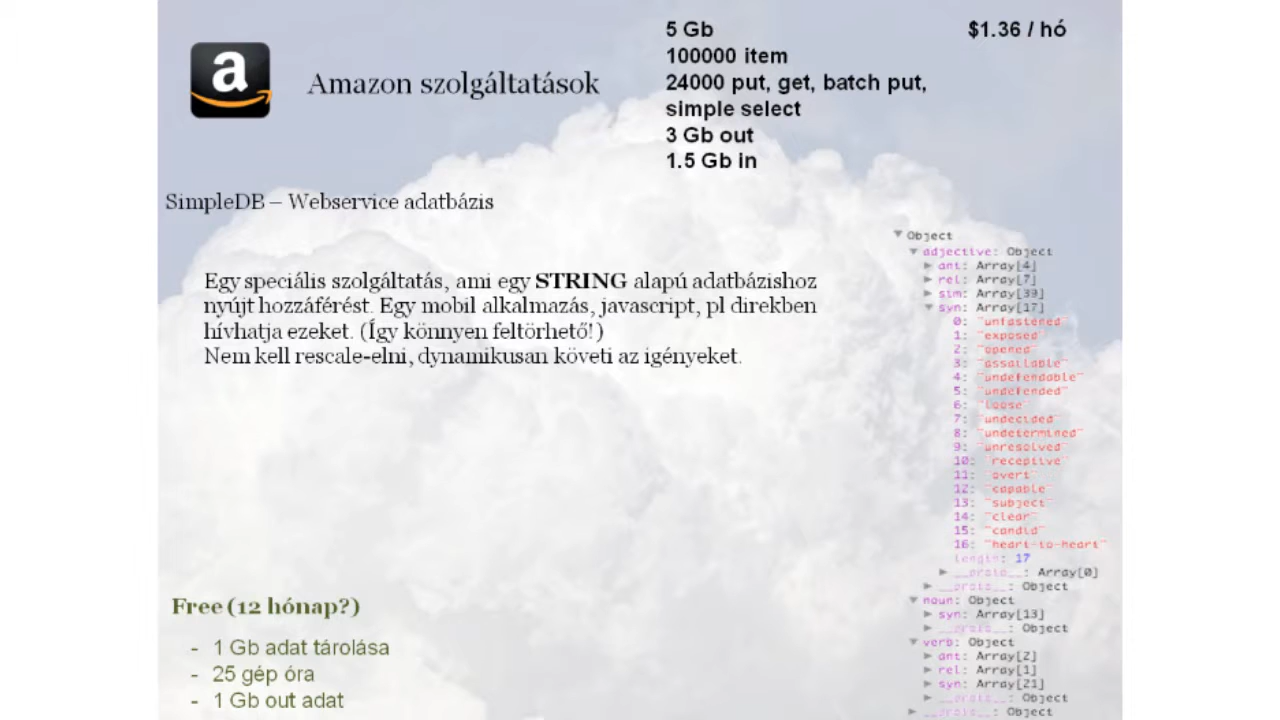 a
Amazon szolgáltatások
5 Gb
100000 item
24000 put, get, batch put,
simple select
3 Gb out
1.5 Gb in
$1.36 / hó
SimpleDB – Webservice adatbázis
Egy speciális szolgáltatás, ami egy STRING alapú adatbázishoz
nyújt hozzáférést. Egy mobil alkalmazás, javascript, pl direkben
hívhatja ezeket. (Így könnyen feltörhető!)
Nem kell rescale-elni, dynamikusan követi az igényeket.
Free (12 hónap?)
- 1 Gb adat tárolása
- 25 gép óra
- 1 Gb out adat
▼ Object
▼ adjective: Object
▶ ant: Array[4]
▶ rel: Array[7]
▶ sim: Array[39]
▼ syn: Array[17]
0: "unfastened"
1: "exposed"
2: "opened"
3: "assailable"
4: "undefendable"
5: "undefended"
6: "loose"
7: "undecided"
8: "undetermined"
9: "unresolved"
10: "receptive"
11: "overt"
12: "capable"
13: "subject"
14: "clear"
15: "candid"
16: "heart-to-heart"
length: 17
▶ __proto__: Array[0]
▶ __proto__: Object
▼ noun: Object
▶ syn: Array[13]
▶ __proto__: Object
▼ verb: Object
▶ ant: Array[2]
▶ rel: Array[1]
▶ syn: Array[21]
▶ __proto__: Object
▶ __proto__: Object